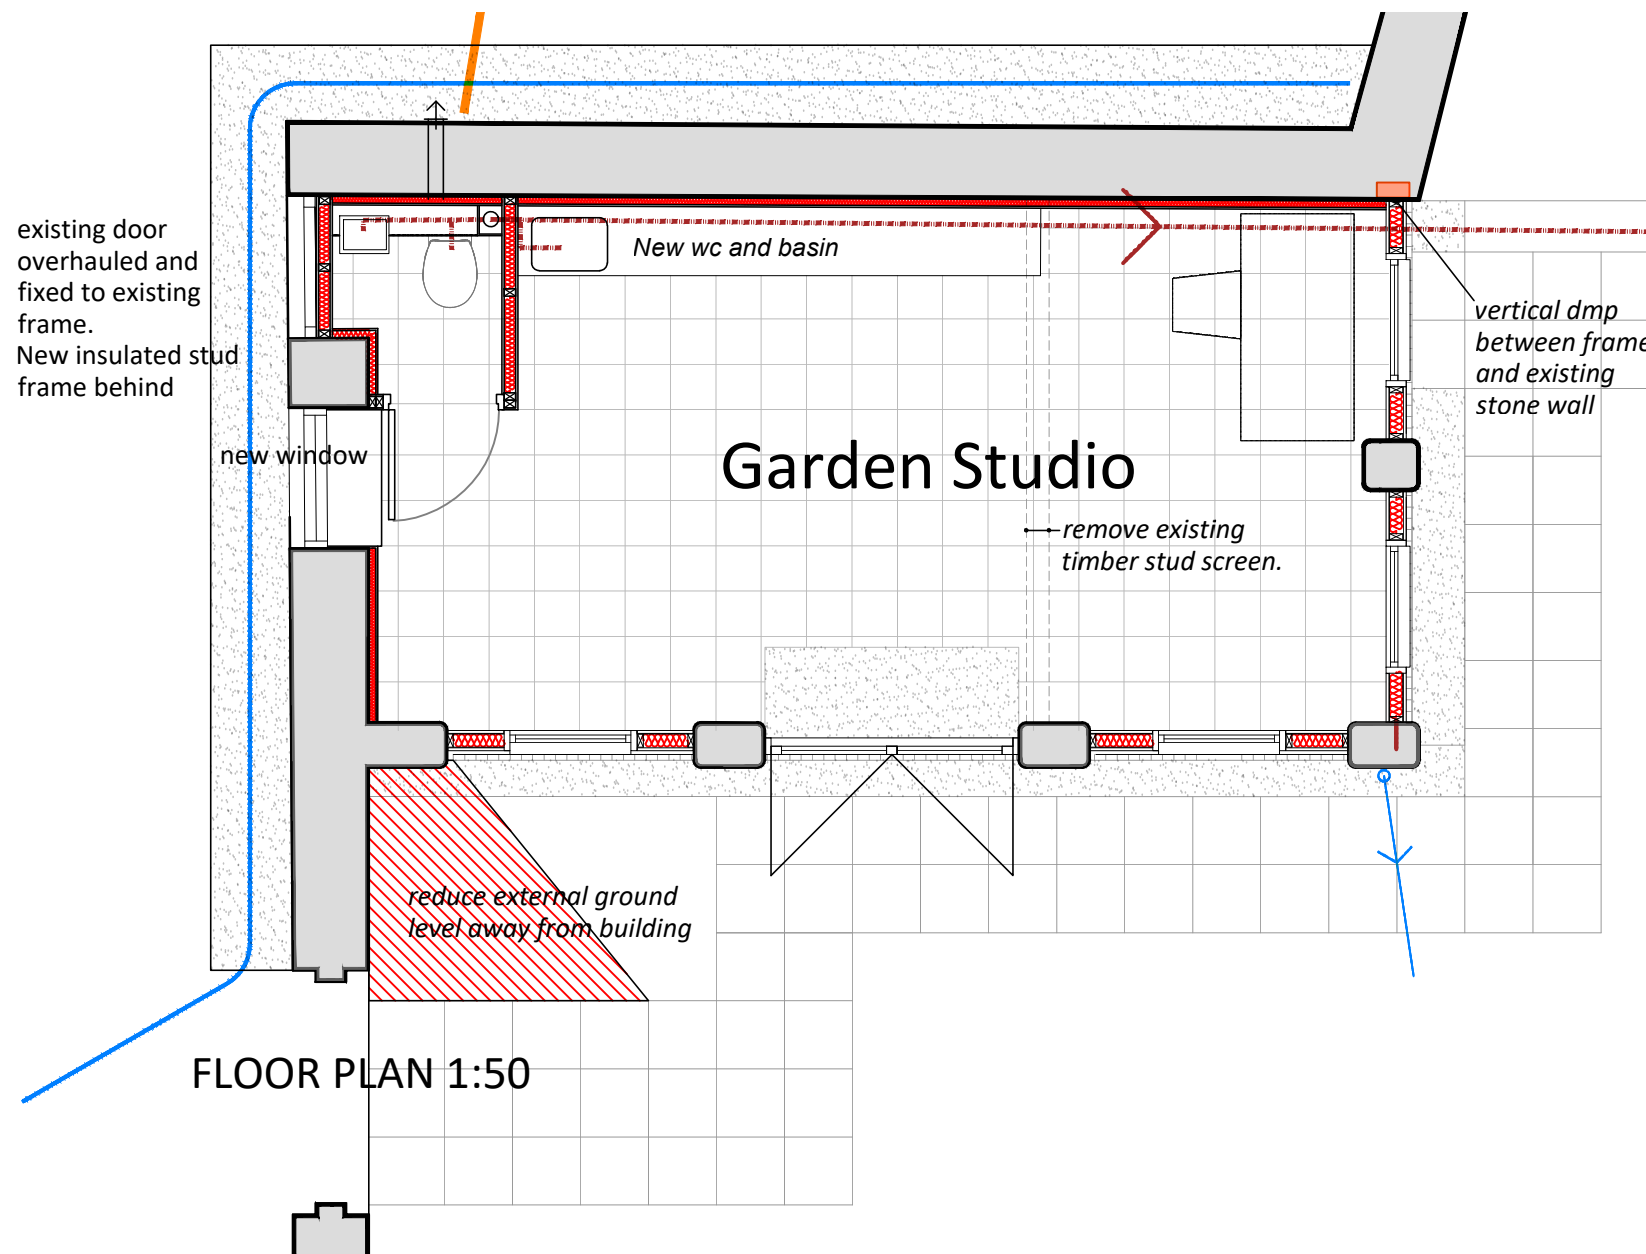 existing door
overhauled and
fixed to existing
frame.
New insulated stud
frame behind
New wc and basin
vertical dmp
between frame
and existing
stone wall
new window
Garden Studio
remove existing
timber stud screen.
reduce external ground
level away from building
FLOOR PLAN 1:50